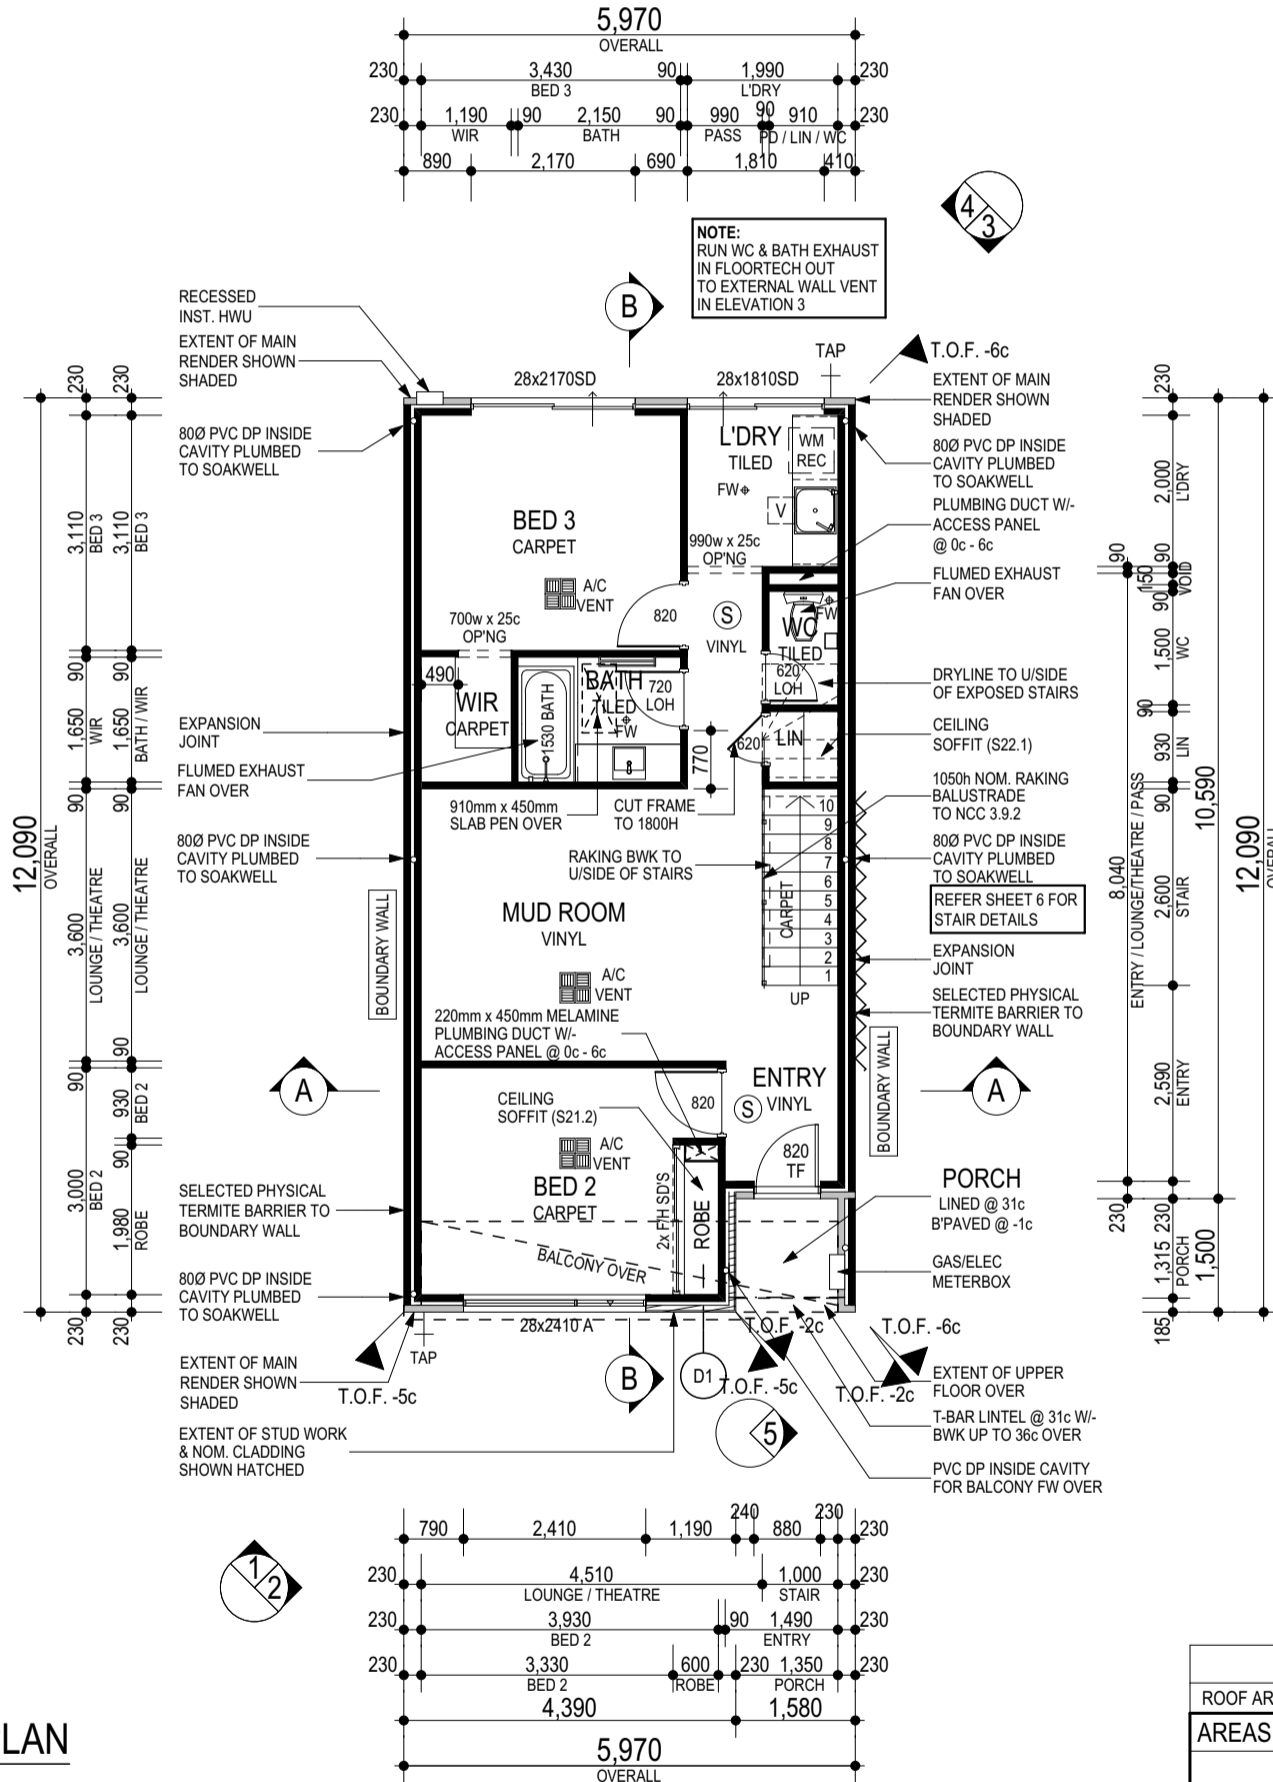 5,970
OVERALL
230 3,430 90 1,990 230
BED 3 L'DRY
230 1,190 90 2,150 90 990 90 910 230
WIR BATH PASS PD / LIN / WC
890 2,170 690 1,810 410
4
3
NOTE:
RUN WC & BATH EXHAUST
IN FLOORTECH OUT
TO EXTERNAL WALL VENT
IN ELEVATION 3
B
RECESSED
INST. HWU
EXTENT OF MAIN
RENDER SHOWN
SHADED
80Ø PVC DP INSIDE
CAVITY PLUMBED
TO SOAKWELL
EXPANSION
JOINT
FLUMED EXHAUST
FAN OVER
80Ø PVC DP INSIDE
CAVITY PLUMBED
TO SOAKWELL
BOUNDARY WALL
A
SELECTED PHYSICAL
TERMITE BARRIER TO
BOUNDARY WALL
80Ø PVC DP INSIDE
CAVITY PLUMBED
TO SOAKWELL
EXTENT OF MAIN
RENDER SHOWN
SHADED
EXTENT OF STUD WORK
& NOM. CLADDING
SHOWN HATCHED
12,090
OVERALL
230
3,110
BED 3
90
1,650
WIR
90
3,600
LOUNGE / THEATRE
90
3,000
BED 2
230
230
3,110
BED 3
90
1,650
BATH / WIR
90
3,600
LOUNGE / THEATRE
90
930
BED 2
90
1,980
ROBE
230
28x2170SD
28x1810SD
TAP
T.O.F. -6c
L'DRY
TILED
WM
REC
FW
V
BED 3
CARPET
A/C
VENT
990w x 25c
OP'NG
820
S
VINYL
WC
TILED
FW
620
LOH
700w x 25c
OP'NG
490
WIR
CARPET
1530 BATH
BATH
TILED
FW
720
LOH
770
620
LIN
910mm x 450mm
SLAB PEN OVER
CUT FRAME
TO 1800H
RAKING BWK TO
U/SIDE OF STAIRS
10
9
8
7
6
5
4
3
2
1
CARPET
UP
MUD ROOM
VINYL
A/C
VENT
220mm x 450mm MELAMINE
PLUMBING DUCT W/-
ACCESS PANEL @ 0c - 6c
ENTRY
VINYL
S
820
820
TF
CEILING
SOFFIT (S21.2)
A/C
VENT
BED 2
CARPET
2x F/H SD'S
ROBE
BALCONY OVER
28x2410 A
TAP
T.O.F. -5c
B
D1
T.O.F. -2c
T.O.F. -5c
5
T.O.F. -6c
T.O.F. -2c
EXTENT OF MAIN
RENDER SHOWN
SHADED
80Ø PVC DP INSIDE
CAVITY PLUMBED
TO SOAKWELL
PLUMBING DUCT W/-
ACCESS PANEL
@ 0c - 6c
FLUMED EXHAUST
FAN OVER
DRYLINE TO U/SIDE
OF EXPOSED STAIRS
CEILING
SOFFIT (S22.1)
1050h NOM. RAKING
BALUSTRADE
TO NCC 3.9.2
80Ø PVC DP INSIDE
CAVITY PLUMBED
TO SOAKWELL
REFER SHEET 6 FOR
STAIR DETAILS
EXPANSION
JOINT
SELECTED PHYSICAL
TERMITE BARRIER TO
BOUNDARY WALL
BOUNDARY WALL
A
PORCH
LINED @ 31c
B'PAVED @ -1c
GAS/ELEC
METERBOX
EXTENT OF UPPER
FLOOR OVER
T-BAR LINTEL @ 31c W/-
BWK UP TO 36c OVER
PVC DP INSIDE CAVITY
FOR BALCONY FW OVER
90
8,040
ENTRY / LOUNGE/THEATRE / PASS
230
230
2,000
L'DRY
90
150
VOID
90
1,500
WC
90
930
LIN
90
2,600
STAIR
2,590
ENTRY
230
1,315
PORCH
185
10,590
1,500
12,090
OVERALL
790 2,410 1,190 240 880 230 230
230 4,510 1,000 230
LOUNGE / THEATRE STAIR
230 3,930 90 1,490 230
BED 2 ENTRY
230 3,330 600 230 1,350 230
BED 2 ROBE PORCH
4,390 1,580
5,970
OVERALL
1
2
LAN
ROOF AR
AREAS